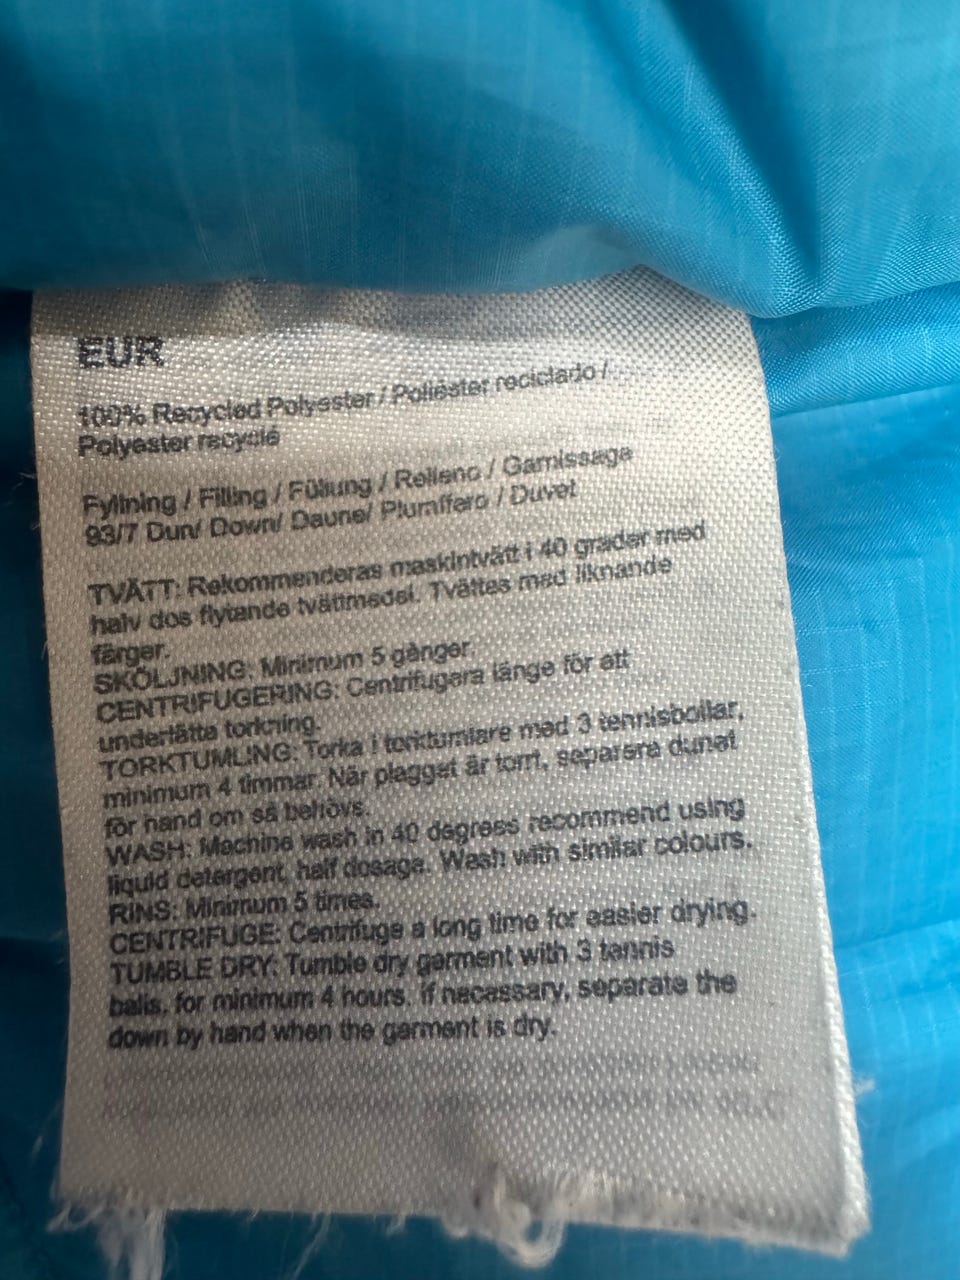 EUR
100% Recycled Polyester / Poliéster reciclado /
Polyester recyclé
Fyllning / Filling / Füllung / Relleno / Garnissage
93/7 Dun/ Down/ Daune/ Plumífero / Duvet
TVÄTT: Rekommenderas maskintvätt i 40 grader med
halv dos flytande tvättmedel. Tvättes med liknande
färger.
SKÖLJNING: Minimum 5 gånger.
CENTRIFUGERING: Centrifugera länge för att
underlätta torkning.
TORKTUMLING: Torka i torktumlare med 3 tennisbollar,
minimum 4 timmar. När plagget är torrt, separera dunet
för hand om så behövs.
WASH: Machine wash in 40 degrees recommend using
liquid detergent, half dosage. Wash with similar colours.
RINS: Minimum 5 times.
CENTRIFUGE: Centrifuge a long time for easier drying.
TUMBLE DRY: Tumble dry garment with 3 tennis
balls, for minimum 4 hours. If necessary, separate the
down by hand when the garment is dry.